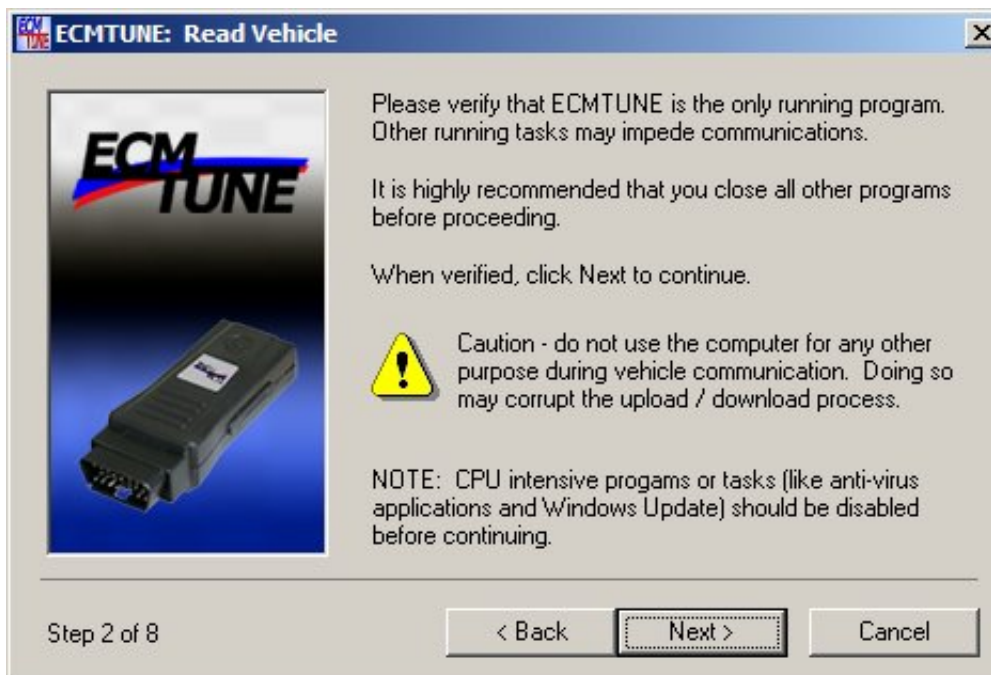 ECM TUNE ECMTUNE: Read Vehicle
ECM
TUNE
Please verify that ECMTUNE is the only running program.
Other running tasks may impede communications.
It is highly recommended that you close all other programs
before proceeding.
When verified, click Next to continue.
Caution - do not use the computer for any other
purpose during vehicle communication. Doing so
may corrupt the upload / download process.
NOTE: CPU intensive progams or tasks (like anti-virus
applications and Windows Update) should be disabled
before continuing.
Step 2 of 8
< Back
Next >
Cancel